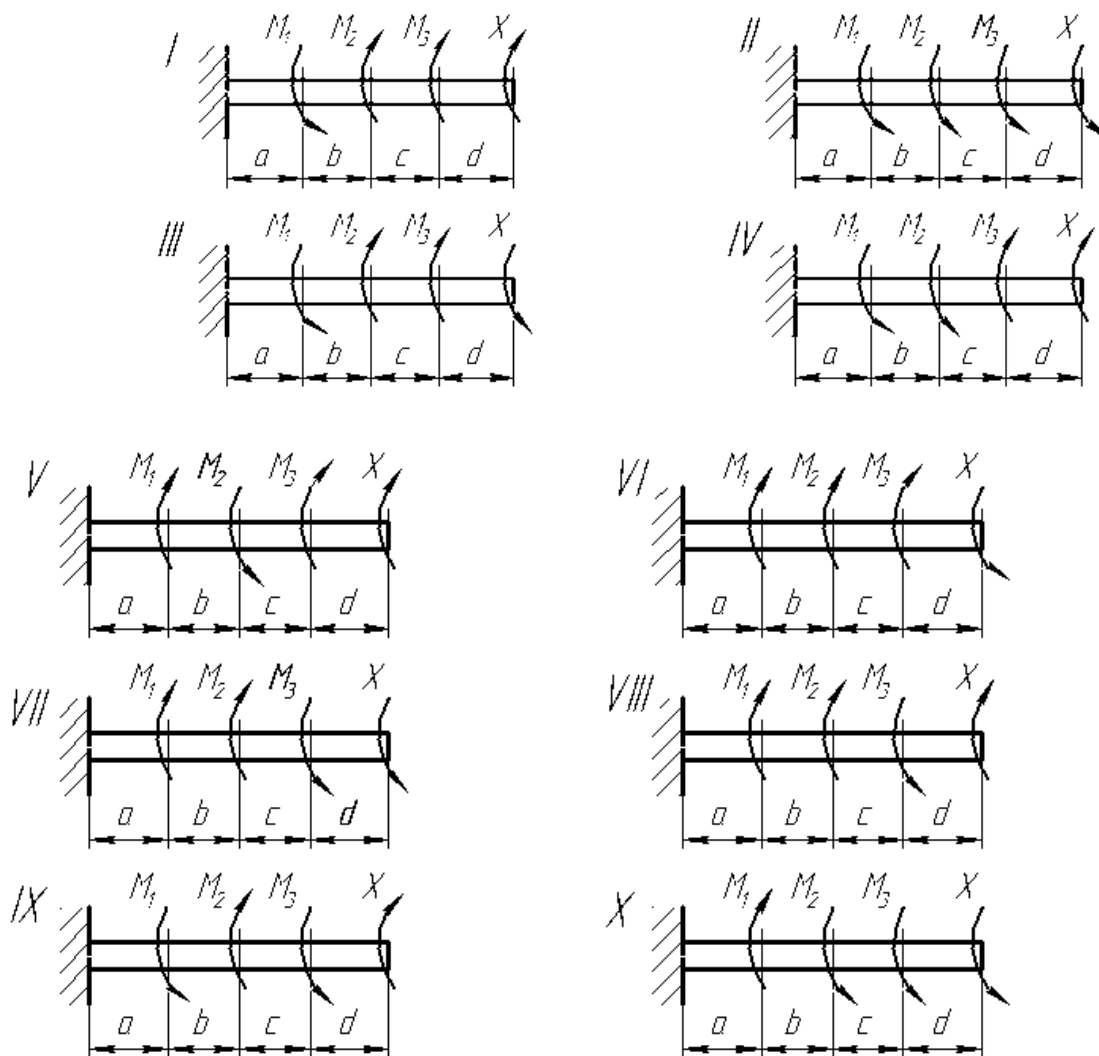 I M₁ M₂ M₃ X
a b c d
II M₁ M₂ M₃ X
a b c d
III M₁ M₂ M₃ X
a b c d
IV M₁ M₂ M₃ X
a b c d
V M₁ M₂ M₃ X
a b c d
VI M₁ M₂ M₃ X
a b c d
VII M₁ M₂ M₃ X
a b c d
VIII M₁ M₂ M₃ X
a b c d
IX M₁ M₂ M₃ X
a b c d
X M₁ M₂ M₃ X
a b c d